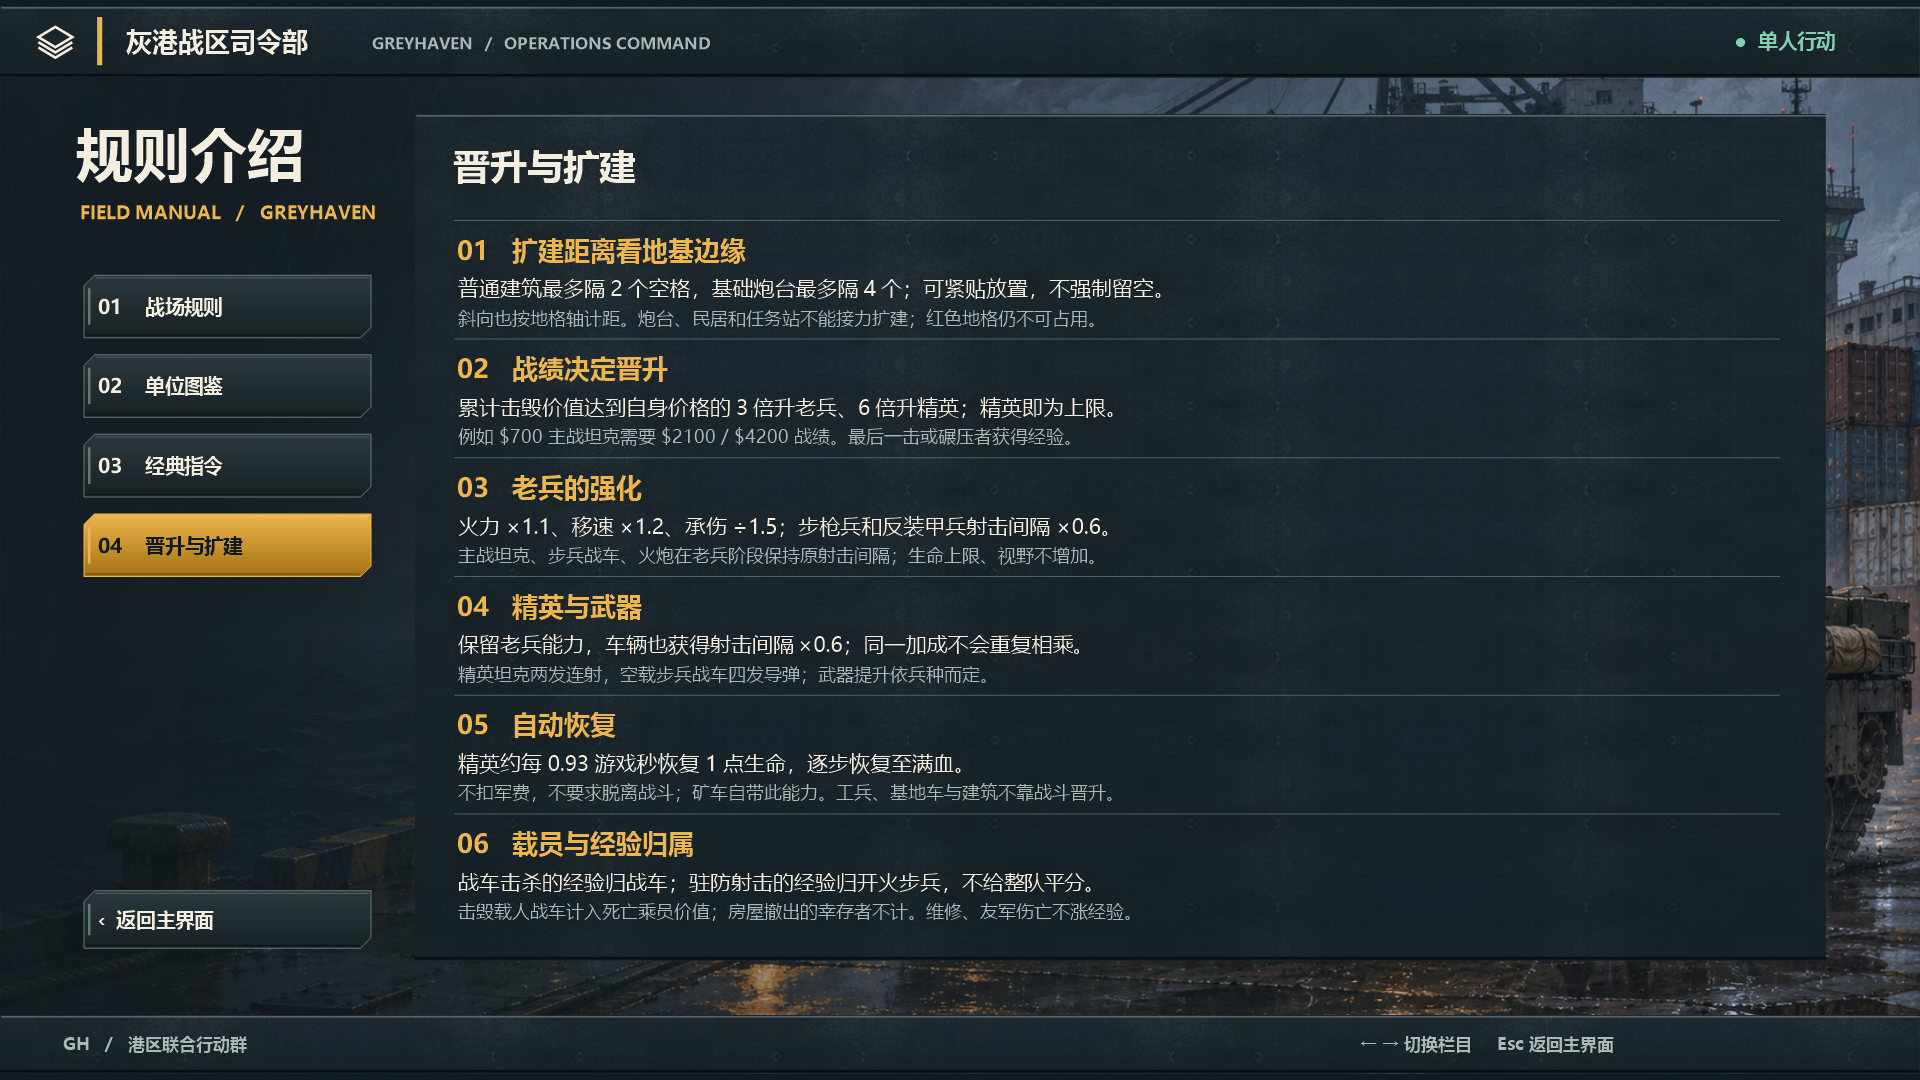 灰港战区司令部
GREYHAVEN / OPERATIONS COMMAND
单人行动
规则介绍
FIELD MANUAL / GREYHAVEN
01 战场规则
02 单位图鉴
03 经典指令
04 晋升与扩建
‹ 返回主界面
晋升与扩建
01 扩建距离看地基边缘
普通建筑最多隔 2 个空格，基础炮台最多隔 4 个；可紧贴放置，不强制留空。
斜向也按地格轴计距。炮台、民居和任务站不能接力扩建；红色地格仍不可占用。
02 战绩决定晋升
累计击毁价值达到自身价格的 3 倍升老兵、6 倍升精英；精英即为上限。
例如 $700 主战坦克需要 $2100 / $4200 战绩。最后一击或碾压者获得经验。
03 老兵的强化
火力 ×1.1、移速 ×1.2、承伤 ÷1.5；步枪兵和反装甲兵射击间隔 ×0.6。
主战坦克、步兵战车、火炮在老兵阶段保持原射击间隔；生命上限、视野不增加。
04 精英与武器
保留老兵能力，车辆也获得射击间隔 ×0.6；同一加成不会重复相乘。
精英坦克两发连射，空载步兵战车四发导弹；武器提升依兵种而定。
05 自动恢复
精英约每 0.93 游戏秒恢复 1 点生命，逐步恢复至满血。
不扣军费，不要求脱离战斗；矿车自带此能力。工兵、基地车与建筑不靠战斗晋升。
06 载员与经验归属
战车击杀的经验归战车；驻防射击的经验归开火步兵，不给整队平分。
击毁载人战车计入死亡乘员价值；房屋撤出的幸存者不计。维修、友军伤亡不涨经验。
GH / 港区联合行动群
←→ 切换栏目 Esc 返回主界面